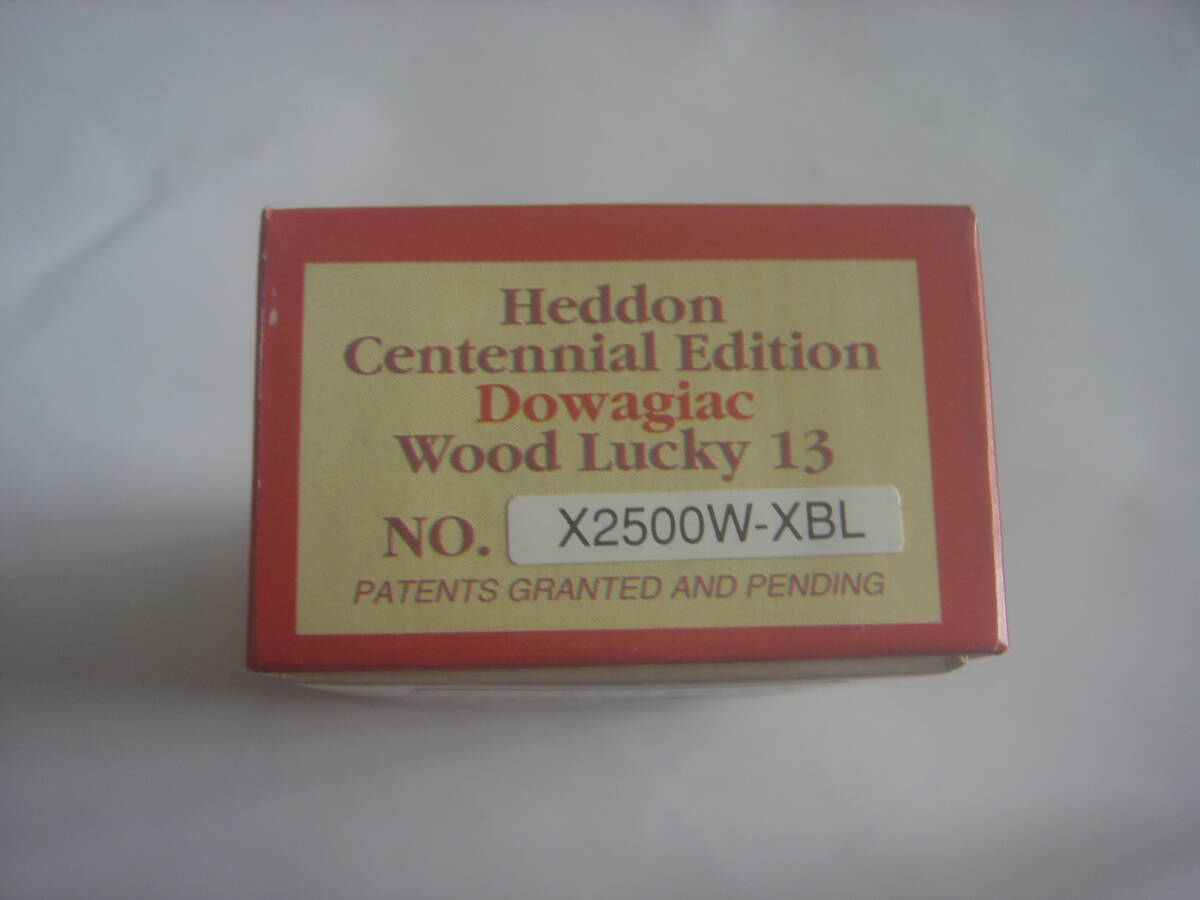 Heddon
Centennial Edition
Dowagiac
Wood Lucky 13
NO. X2500W-XBL
PATENTS GRANTED AND PENDING